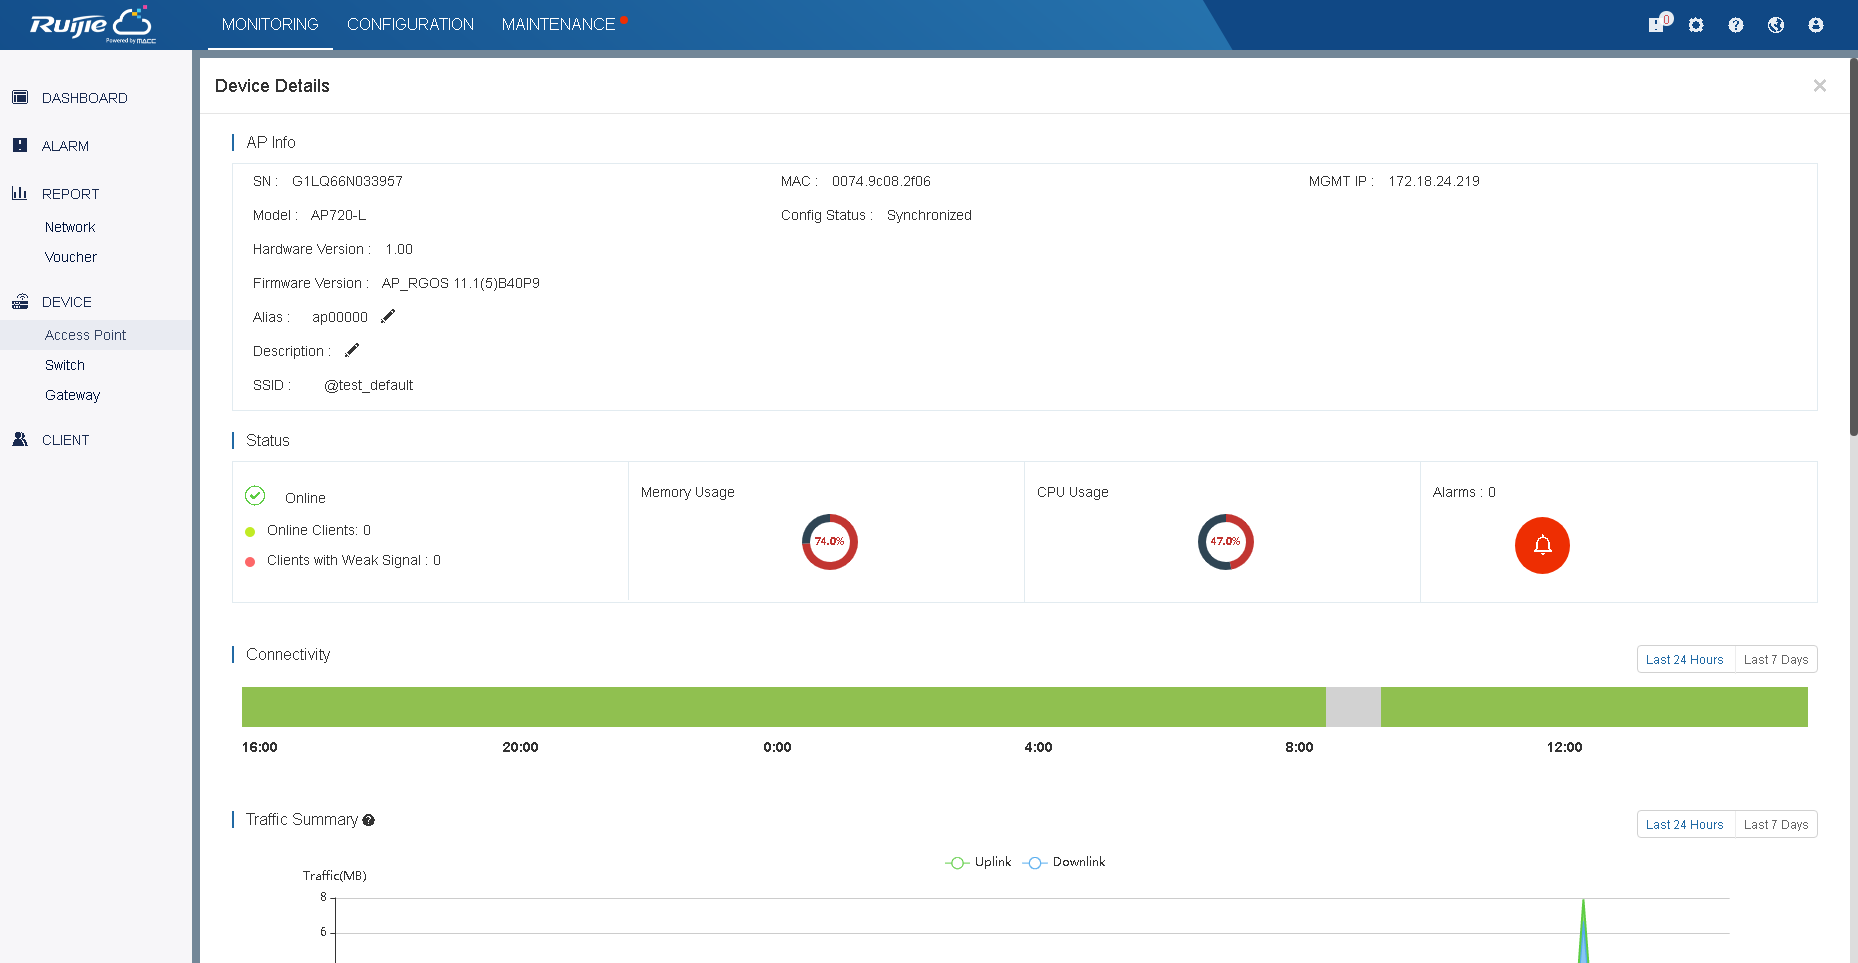 Ruijie
Powered by MACC
MONITORING CONFIGURATION MAINTENANCE
0
DASHBOARD
ALARM
REPORT
Network
Voucher
DEVICE
Access Point
Switch
Gateway
CLIENT
Device Details ×
AP Info
SN : G1LQ66N033957 MAC : 0074.9c08.2f06 MGMT IP : 172.18.24.219
Model : AP720-L Config Status : Synchronized
Hardware Version : 1.00
Firmware Version : AP_RGOS 11.1(5)B40P9
Alias : ap00000
Description :
SSID : @test_default
Status
Online
Online Clients: 0
Clients with Weak Signal : 0
Memory Usage
74.0%
CPU Usage
47.0%
Alarms : 0
Connectivity Last 24 Hours Last 7 Days
16:00 20:00 0:00 4:00 8:00 12:00
Traffic Summary Last 24 Hours Last 7 Days
Uplink Downlink
Traffic(MB)
8
6